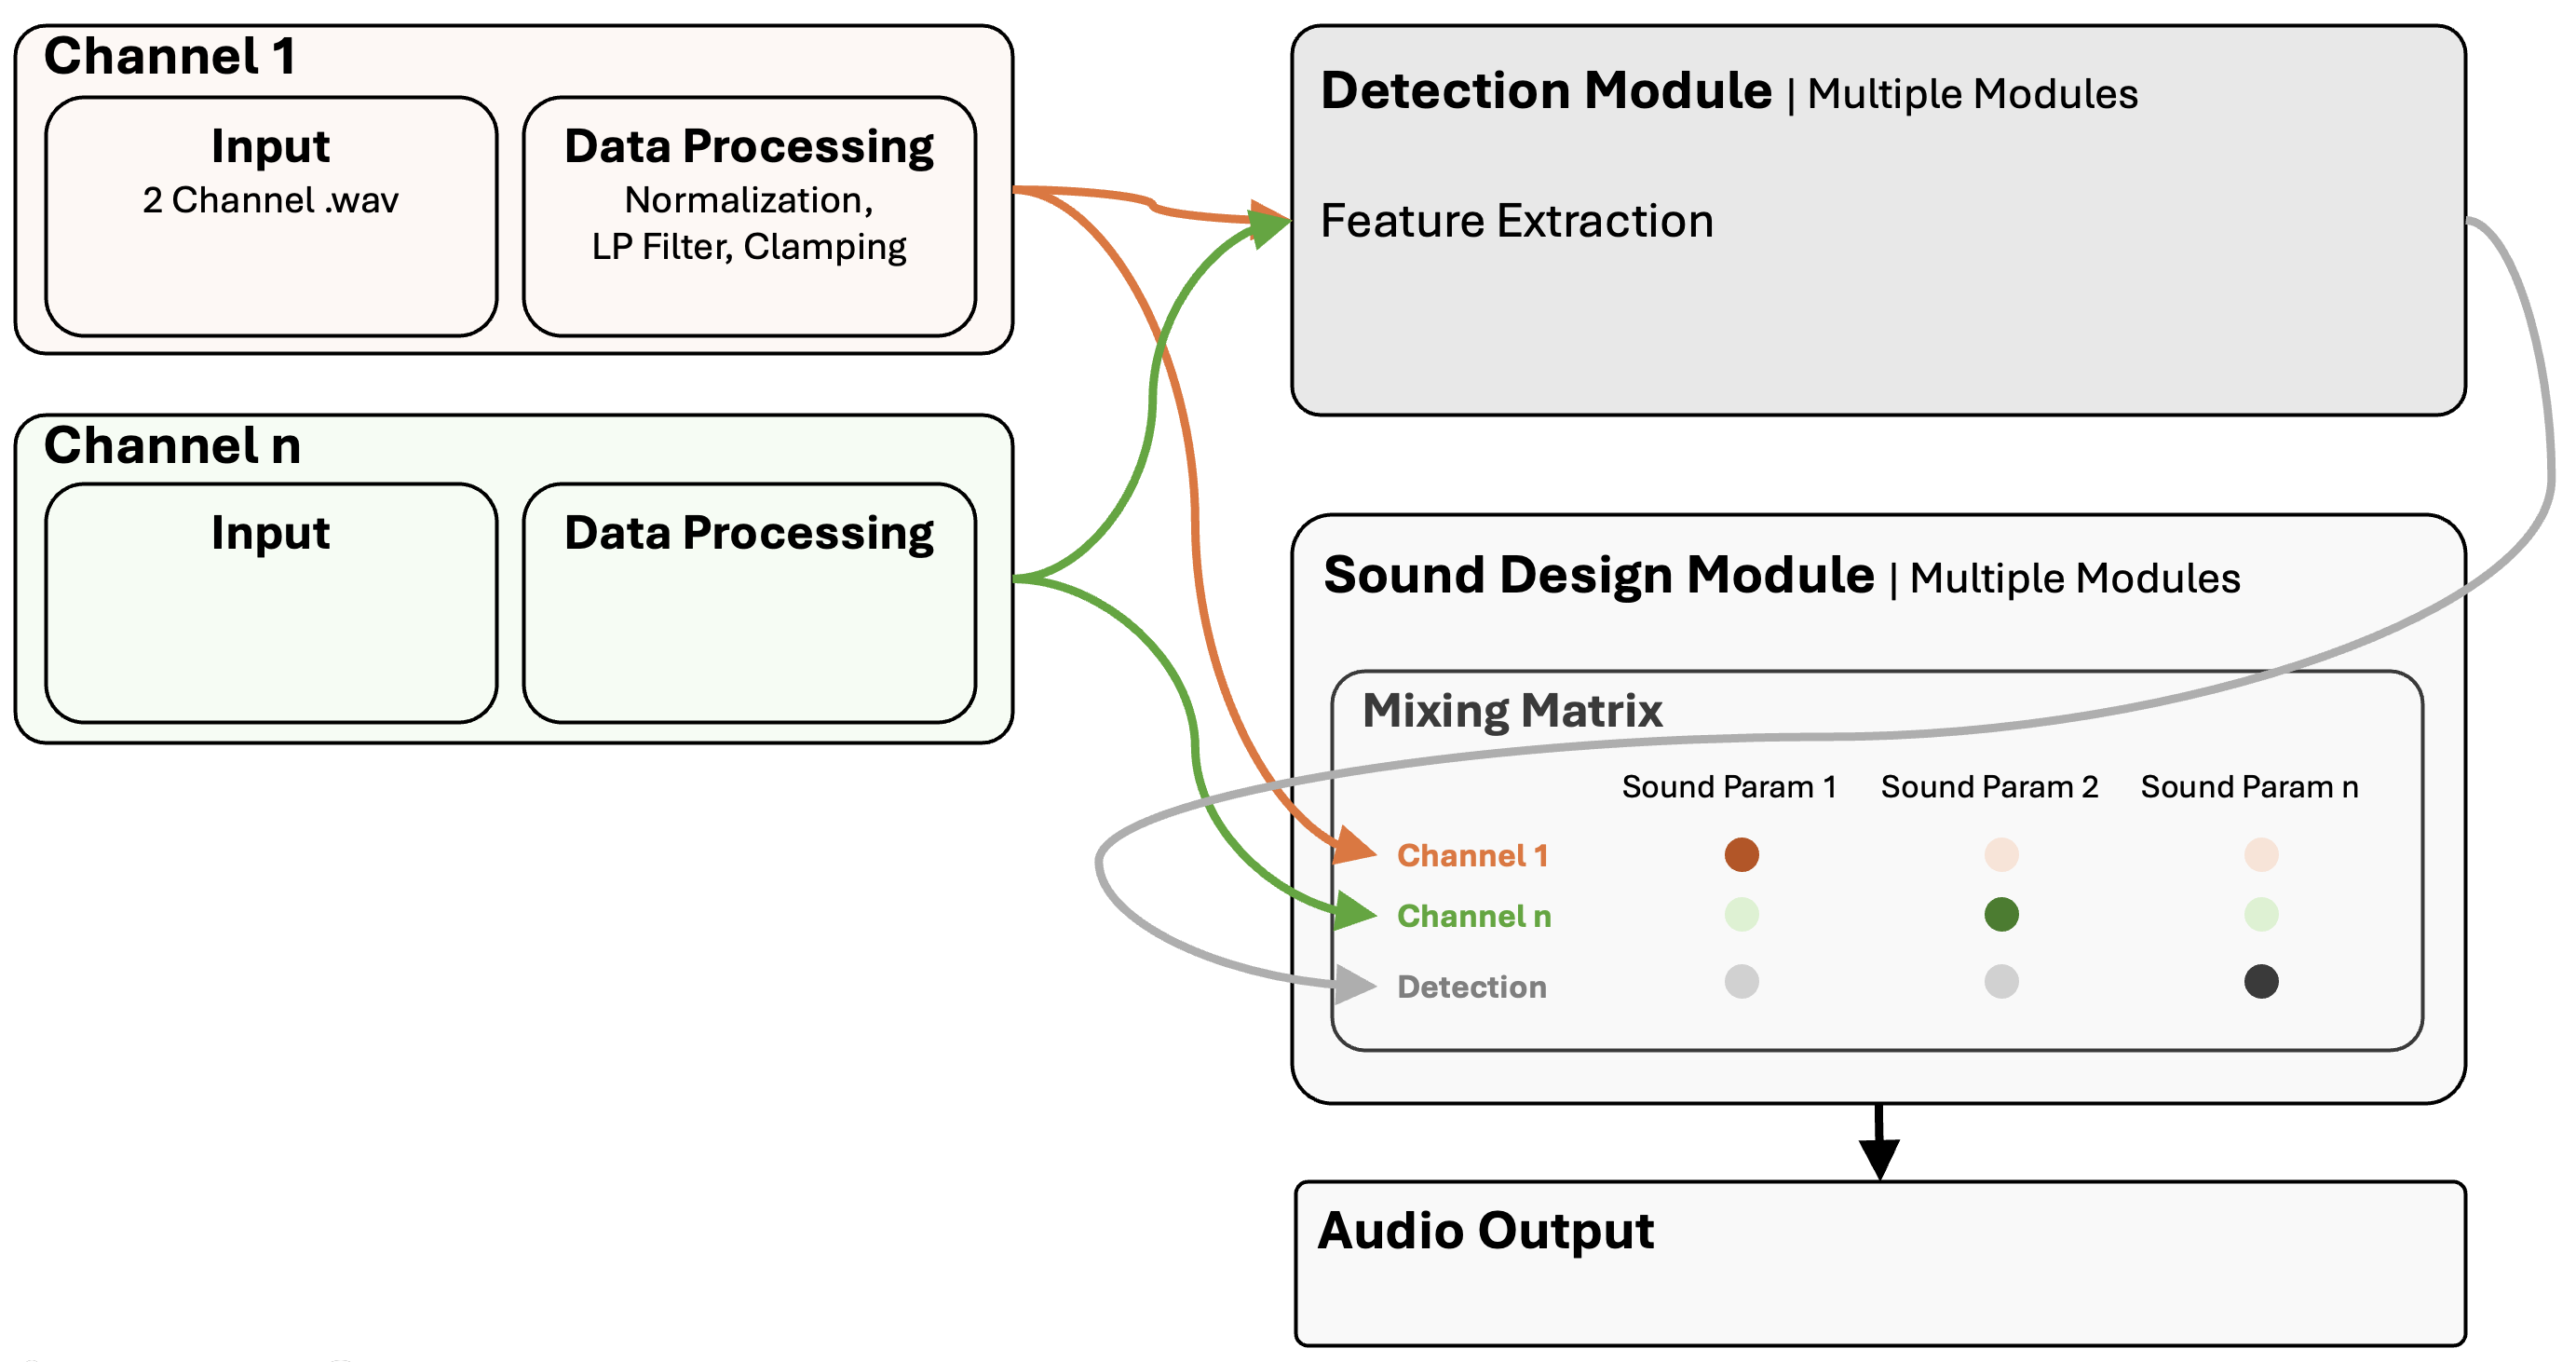 Channel 1
Input
2 Channel .wav
Data Processing
Normalization,
LP Filter, Clamping
Channel n
Input
Data Processing
Detection Module | Multiple Modules
Feature Extraction
Sound Design Module | Multiple Modules
Mixing Matrix
Sound Param 1 Sound Param 2 Sound Param n
Channel 1
Channel n
Detection
Audio Output